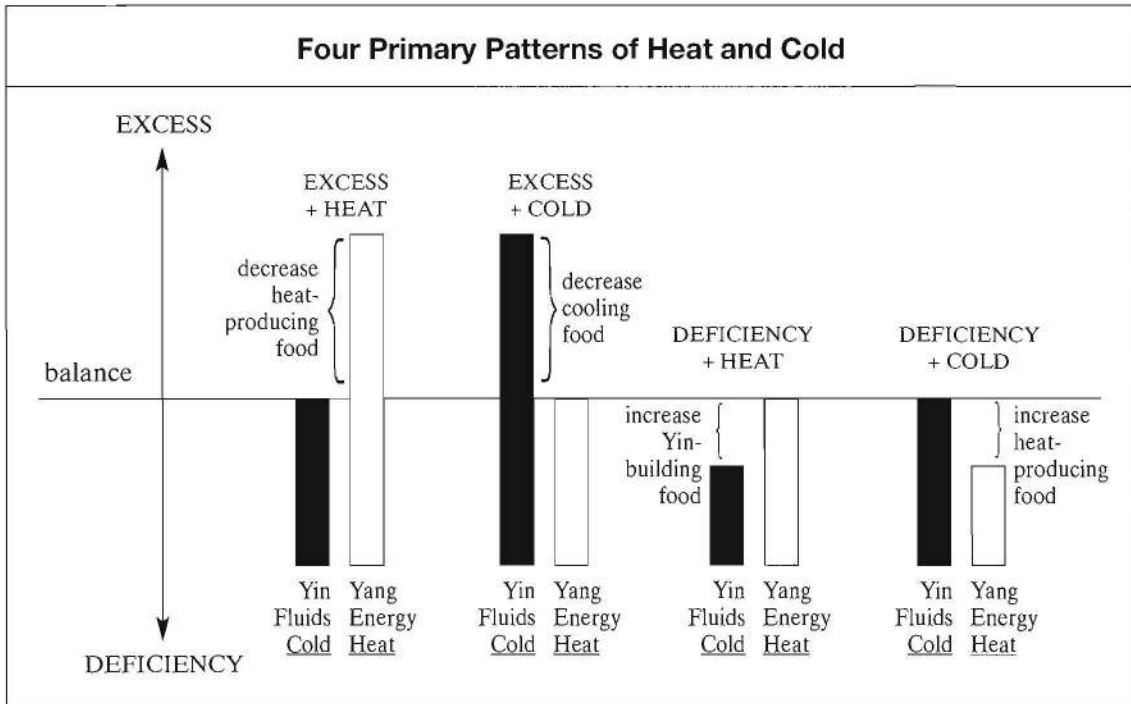 Four Primary Patterns of Heat and Cold
EXCESS
EXCESS
+ HEAT
EXCESS
+ COLD
decrease
heat-
producing
food
decrease
cooling
food
DEFICIENCY
+ HEAT
DEFICIENCY
+ COLD
balance
increase
Yin-
building
food
increase
heat-
producing
food
Yin
Fluids
Cold
Yang
Energy
Heat
Yin
Fluids
Cold
Yang
Energy
Heat
Yin
Fluids
Cold
Yang
Energy
Heat
Yin
Fluids
Cold
Yang
Energy
Heat
DEFICIENCY